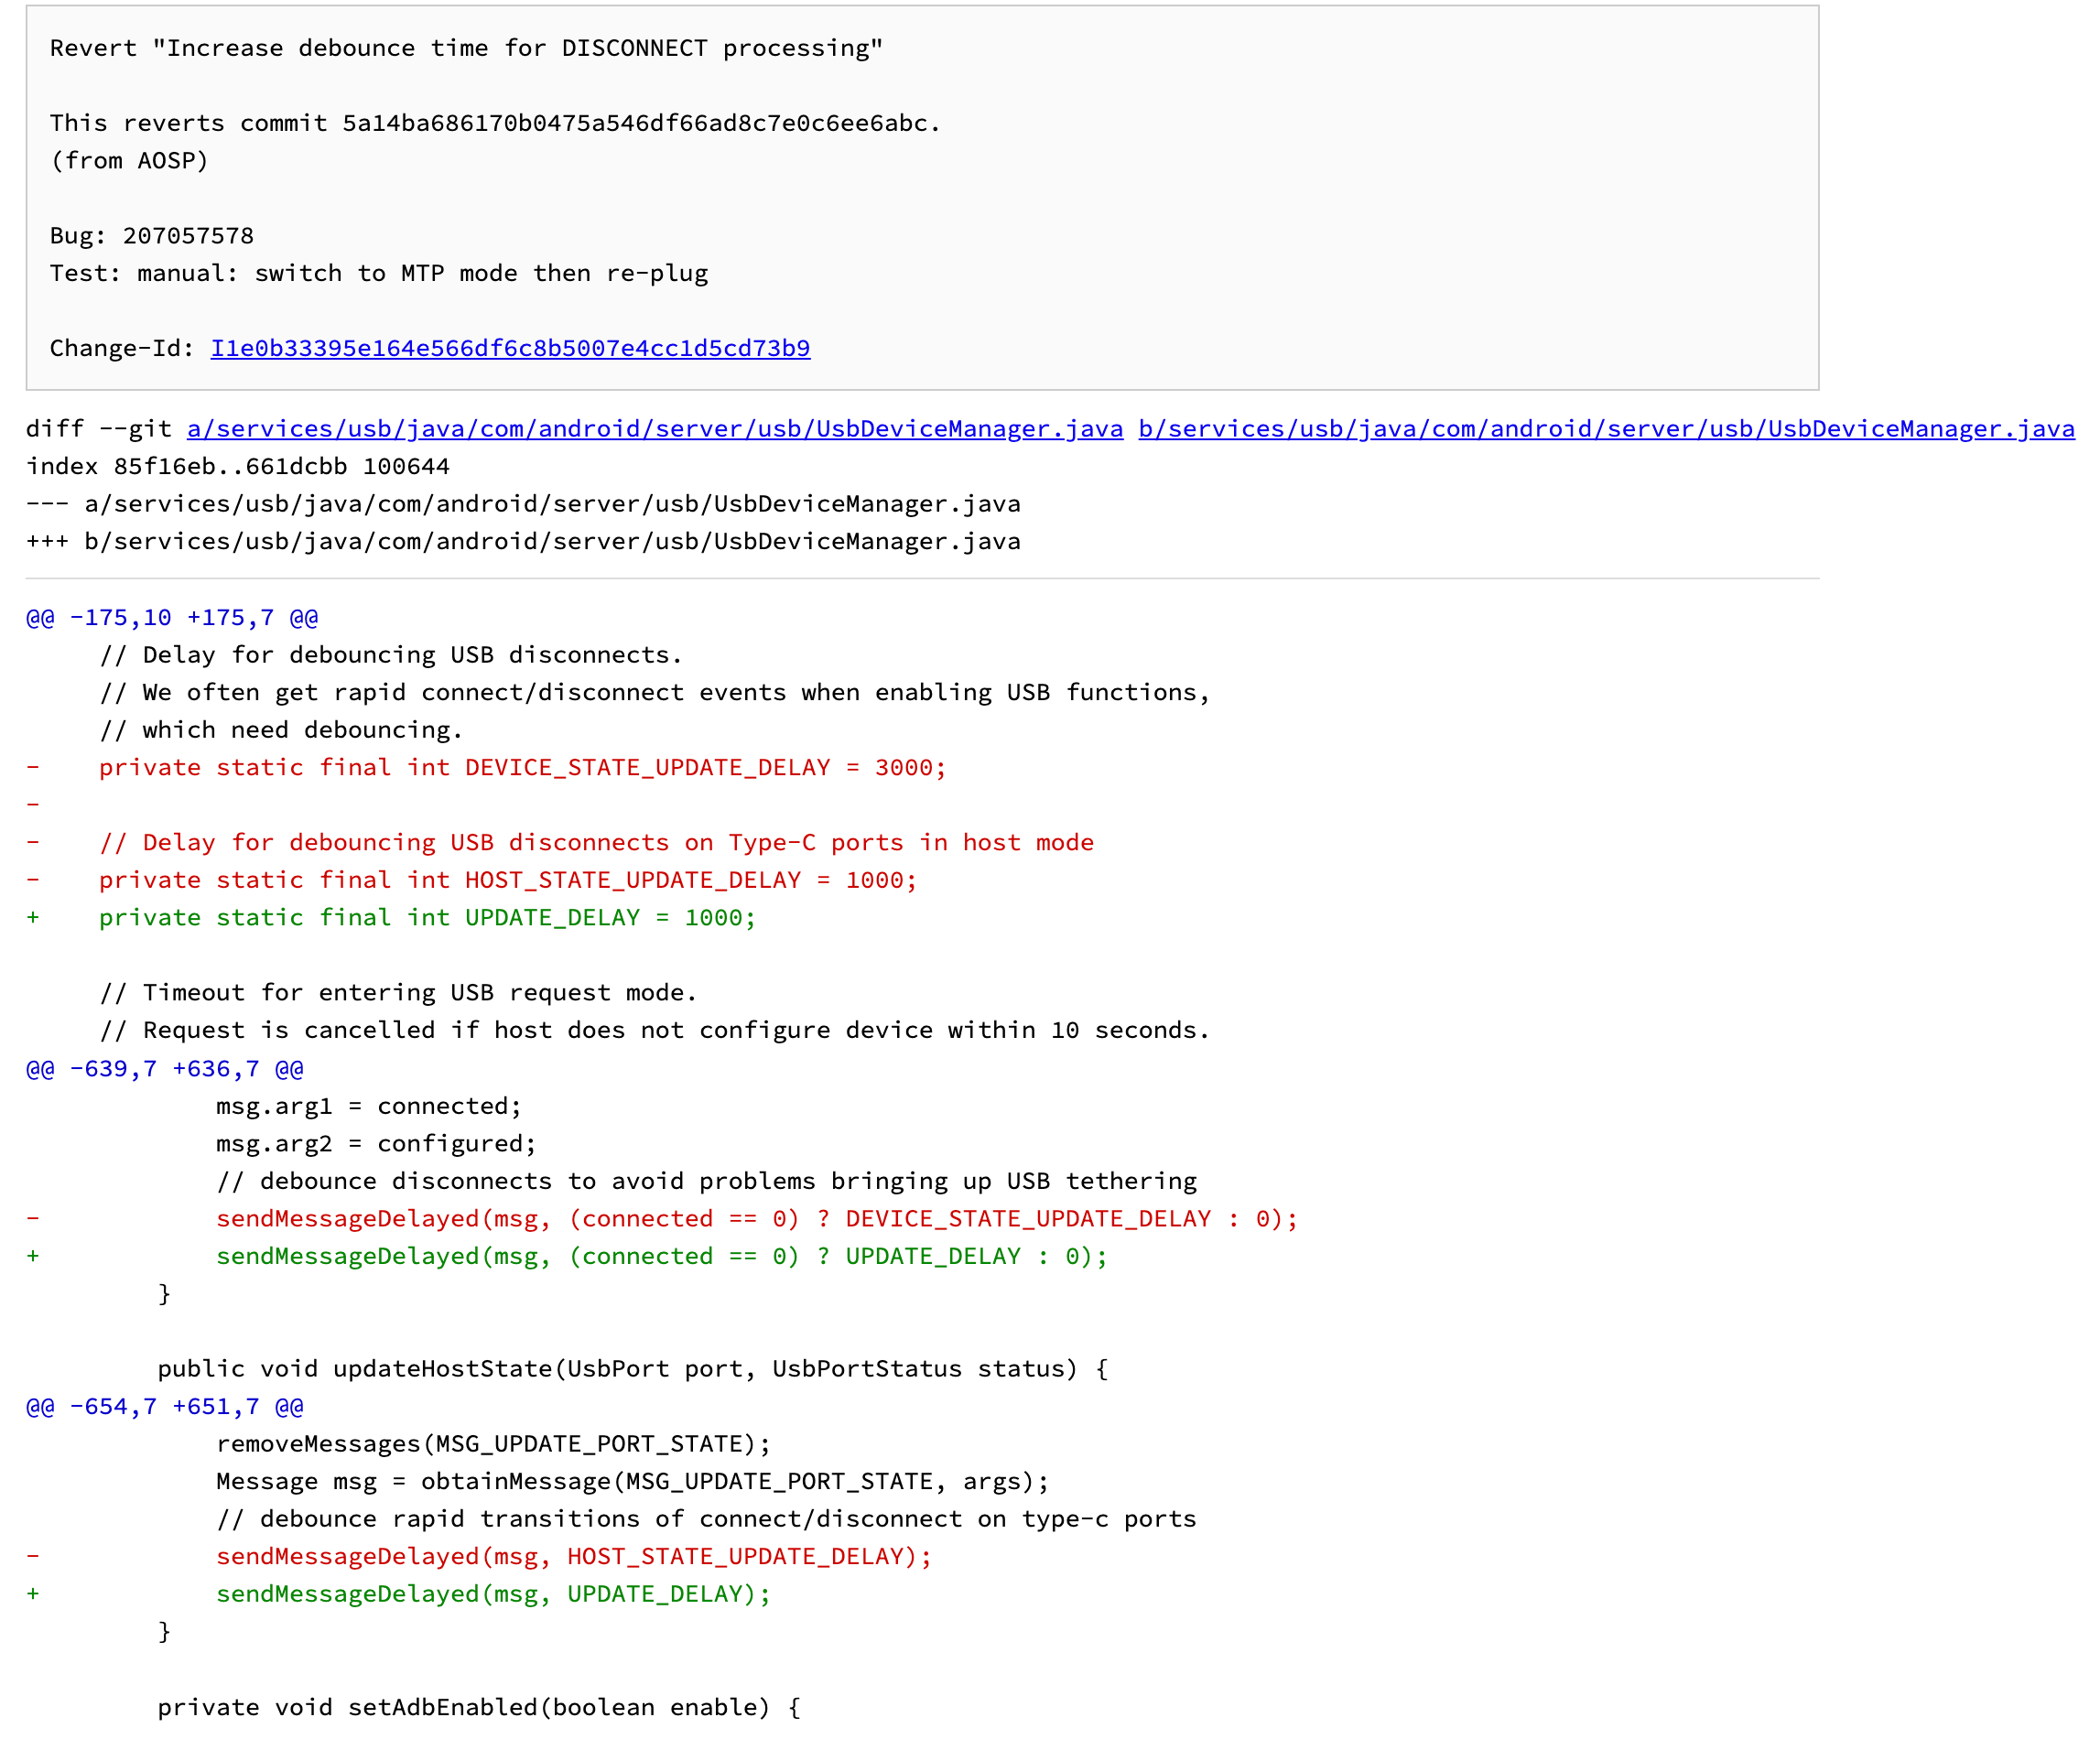 Revert "Increase debounce time for DISCONNECT processing"
This reverts commit 5a14ba686170b0475a546df66ad8c7e0c6ee6abc.
(from AOSP)
Bug: 207057578
Test: manual: switch to MTP mode then re-plug
Change-Id: I1e0b33395e164e566df6c8b5007e4cc1d5cd73b9
diff --git a/services/usb/java/com/android/server/usb/UsbDeviceManager.java b/services/usb/java/com/android/server/usb/UsbDeviceManager.java
index 85f16eb..661dcbb 100644
--- a/services/usb/java/com/android/server/usb/UsbDeviceManager.java
+++ b/services/usb/java/com/android/server/usb/UsbDeviceManager.java
@@ -175,10 +175,7 @@
     // Delay for debouncing USB disconnects.
     // We often get rapid connect/disconnect events when enabling USB functions,
     // which need debouncing.
-    private static final int DEVICE_STATE_UPDATE_DELAY = 3000;
-
-    // Delay for debouncing USB disconnects on Type-C ports in host mode
-    private static final int HOST_STATE_UPDATE_DELAY = 1000;
+    private static final int UPDATE_DELAY = 1000;
     // Timeout for entering USB request mode.
     // Request is cancelled if host does not configure device within 10 seconds.
@@ -639,7 +636,7 @@
             msg.arg1 = connected;
             msg.arg2 = configured;
             // debounce disconnects to avoid problems bringing up USB tethering
-            sendMessageDelayed(msg, (connected == 0) ? DEVICE_STATE_UPDATE_DELAY : 0);
+            sendMessageDelayed(msg, (connected == 0) ? UPDATE_DELAY : 0);
         }
         public void updateHostState(UsbPort port, UsbPortStatus status) {
@@ -654,7 +651,7 @@
             removeMessages(MSG_UPDATE_PORT_STATE);
             Message msg = obtainMessage(MSG_UPDATE_PORT_STATE, args);
             // debounce rapid transitions of connect/disconnect on type-c ports
-            sendMessageDelayed(msg, HOST_STATE_UPDATE_DELAY);
+            sendMessageDelayed(msg, UPDATE_DELAY);
         }
         private void setAdbEnabled(boolean enable) {